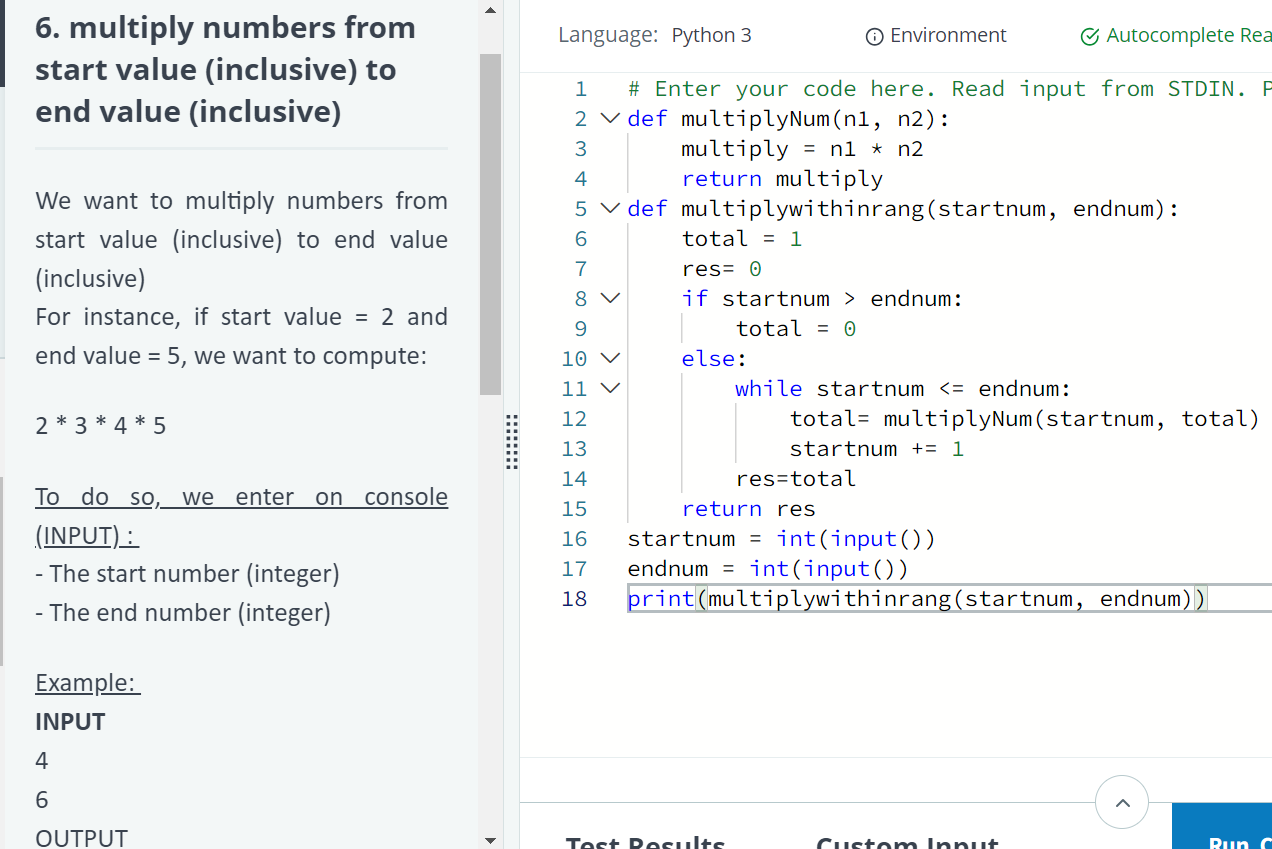 6. multiply numbers from
start value (inclusive) to
end value (inclusive)
We want to multiply numbers from
start value (inclusive) to end value
(inclusive)
For instance, if start value = 2 and
end value = 5, we want to compute:
2 * 3 * 4 * 5
To do so, we enter on console
(INPUT) :
- The start number (integer)
- The end number (integer)
Example:
INPUT
4
6
OUTPUT
Language: Python 3 Environment Autocomplete Rea
1 # Enter your code here. Read input from STDIN. P
2 def multiplyNum(n1, n2):
3 multiply = n1 * n2
4 return multiply
5 def multiplywithinrang(startnum, endnum):
6 total = 1
7 res= 0
8 if startnum > endnum:
9 total = 0
10 else:
11 while startnum <= endnum:
12 total= multiplyNum(startnum, total)
13 startnum += 1
14 res=total
15 return res
16 startnum = int(input())
17 endnum = int(input())
18 print(multiplywithinrang(startnum, endnum))
Test Results Custom Input Run C